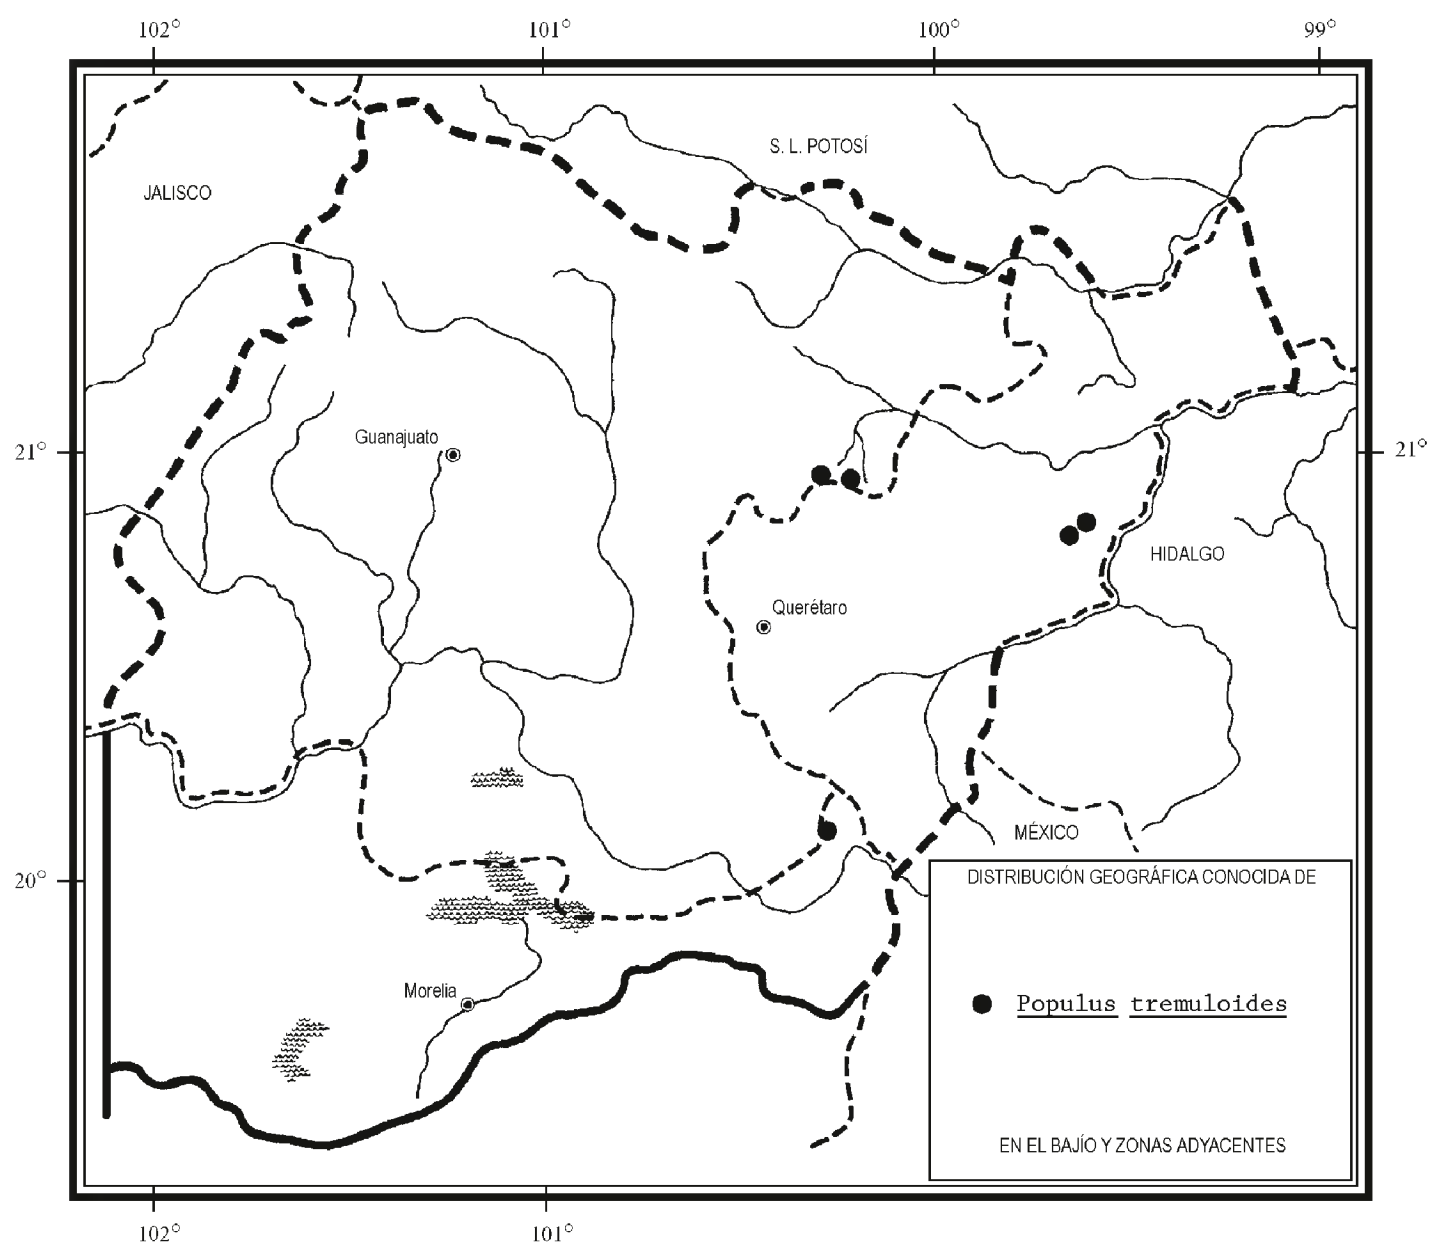 102° 101° 100° 99°
S. L. POTOSÍ
JALISCO
Guanajuato
21° 21°
HIDALGO
Querétaro
MÉXICO
20°
DISTRIBUCIÓN GEOGRÁFICA CONOCIDA DE
Morelia
Populus tremuloides
EN EL BAJÍO Y ZONAS ADYACENTES
102° 101°